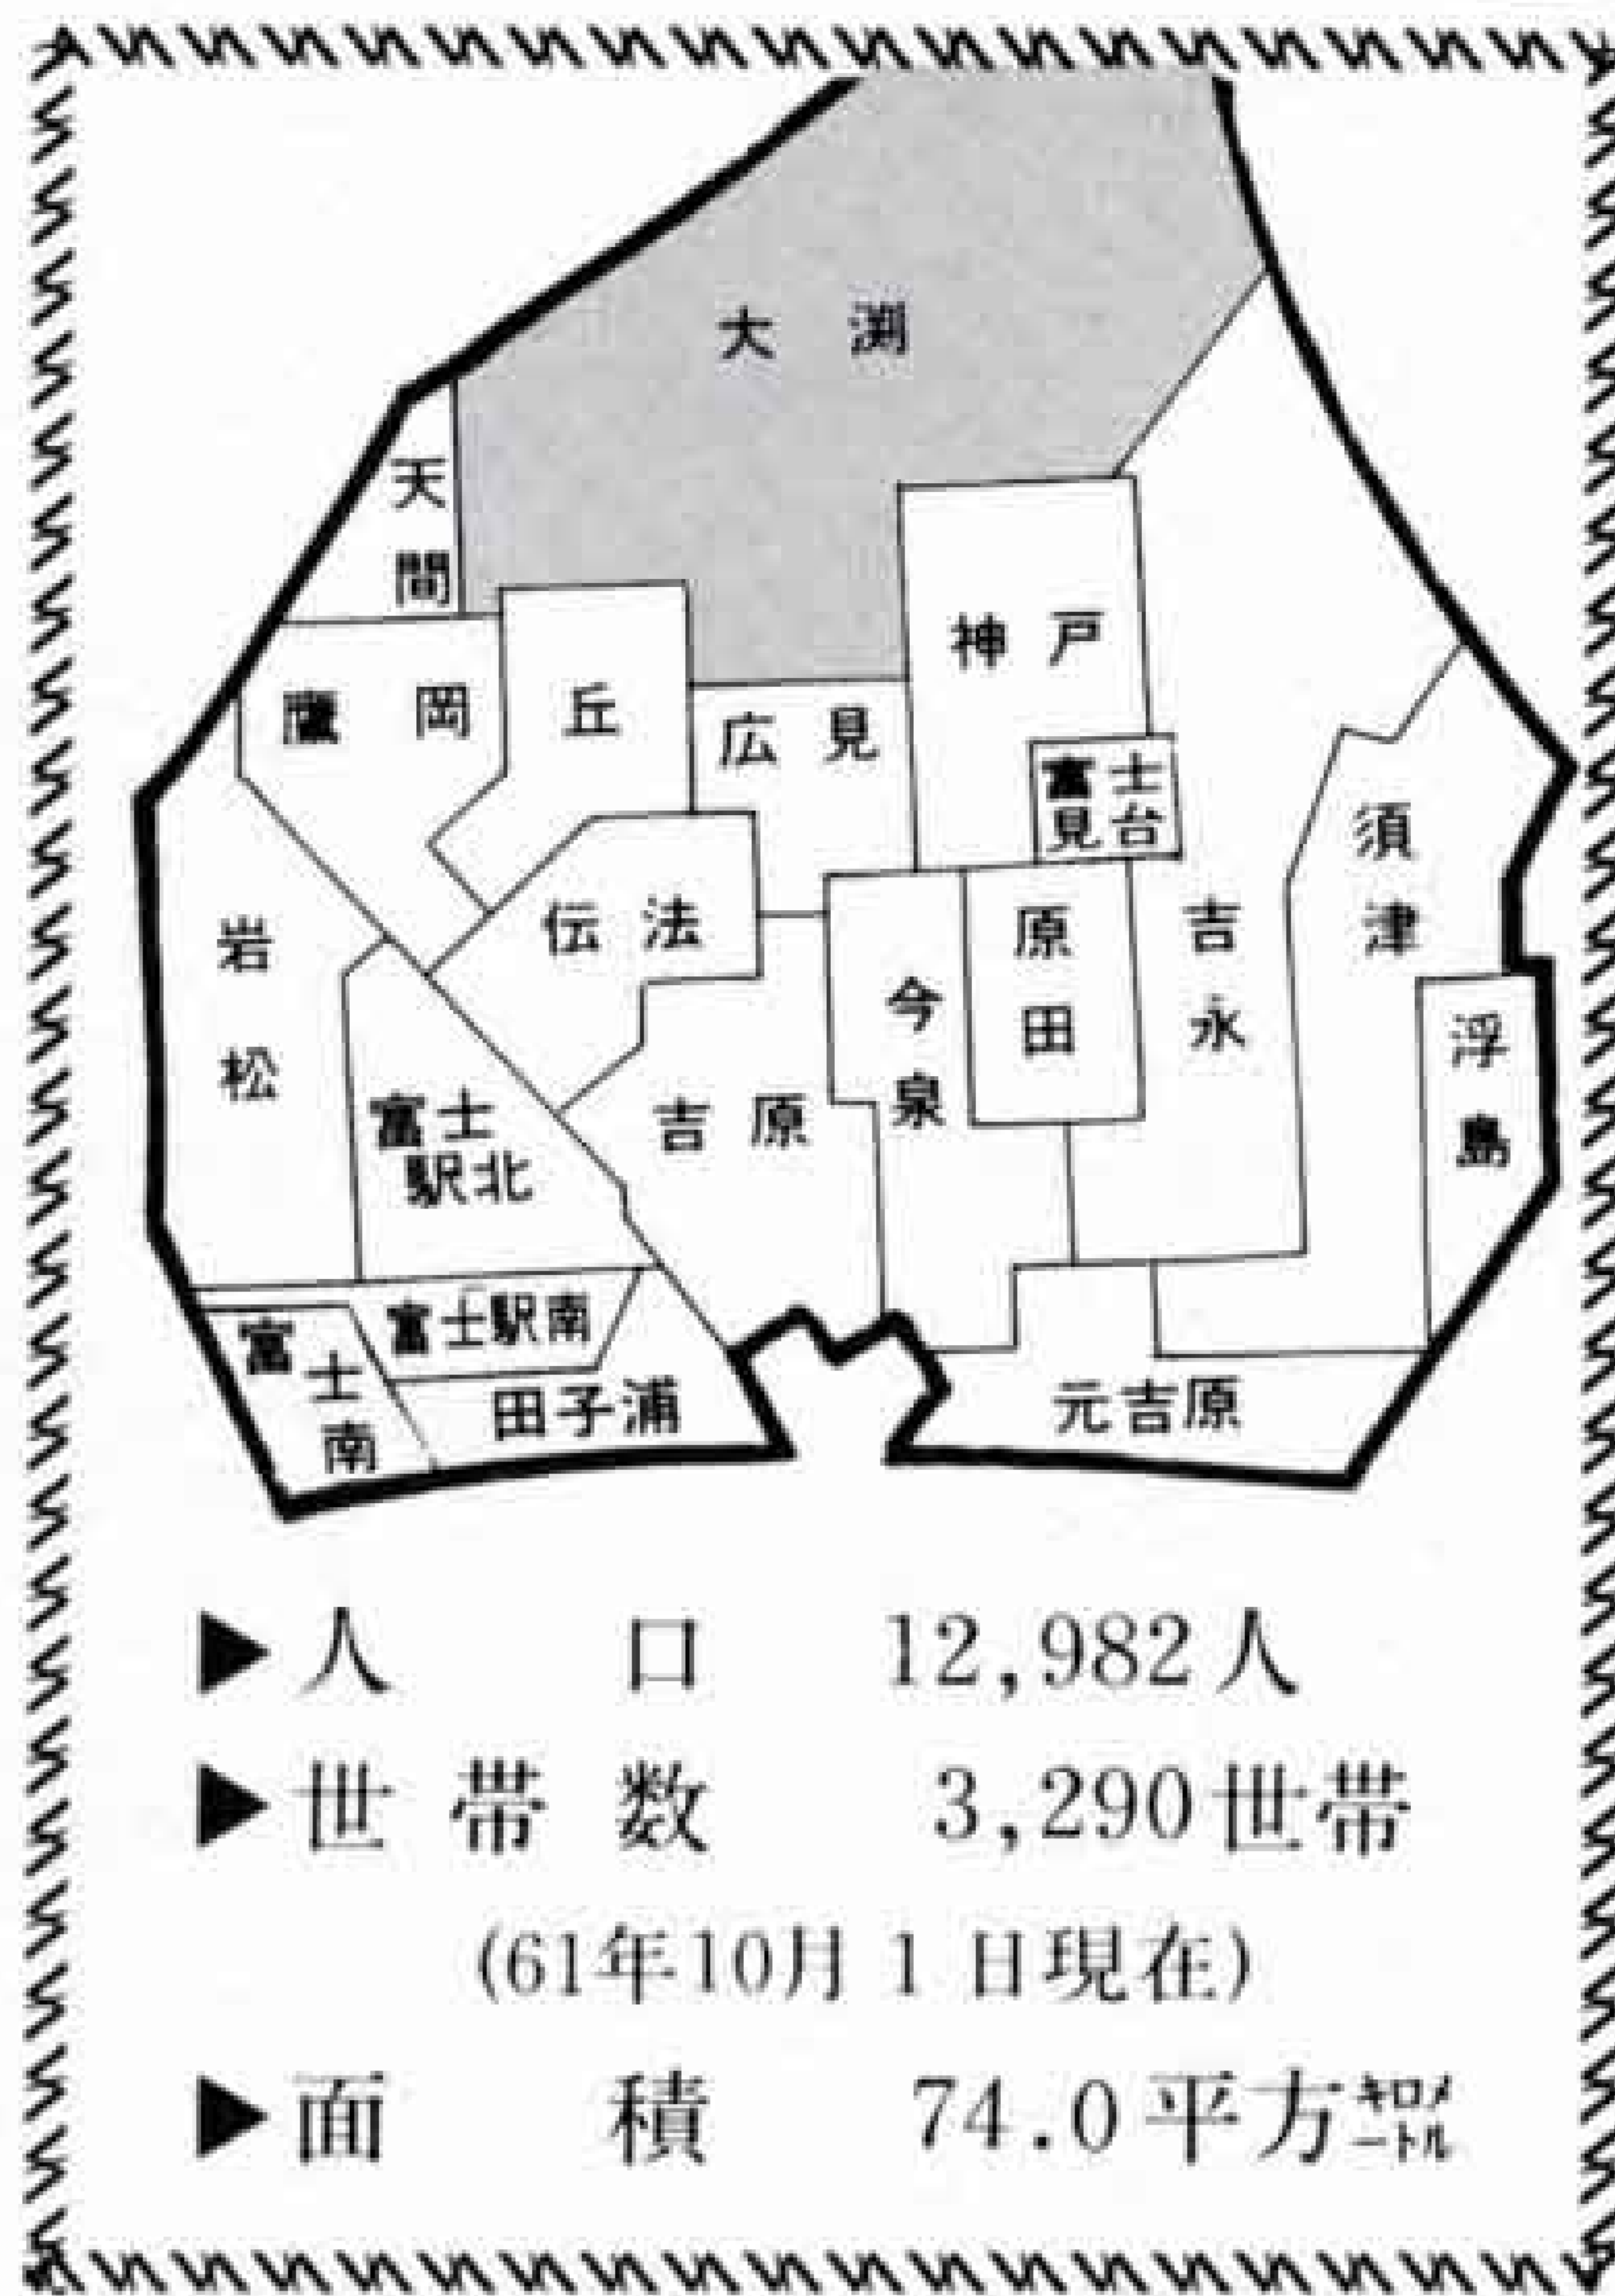 大渕
天間
神戸
鷹岡
丘
広見
富士
見台
須津
岩松
伝法
原田
吉永
今泉
浮島
富士
駅北
吉原
富士駅南
富士南
田子浦
元吉原
▶人口 12,982人
▶世帯数 3,290世帯
(61年10月1日現在)
▶面積 74.0平方キロメートル